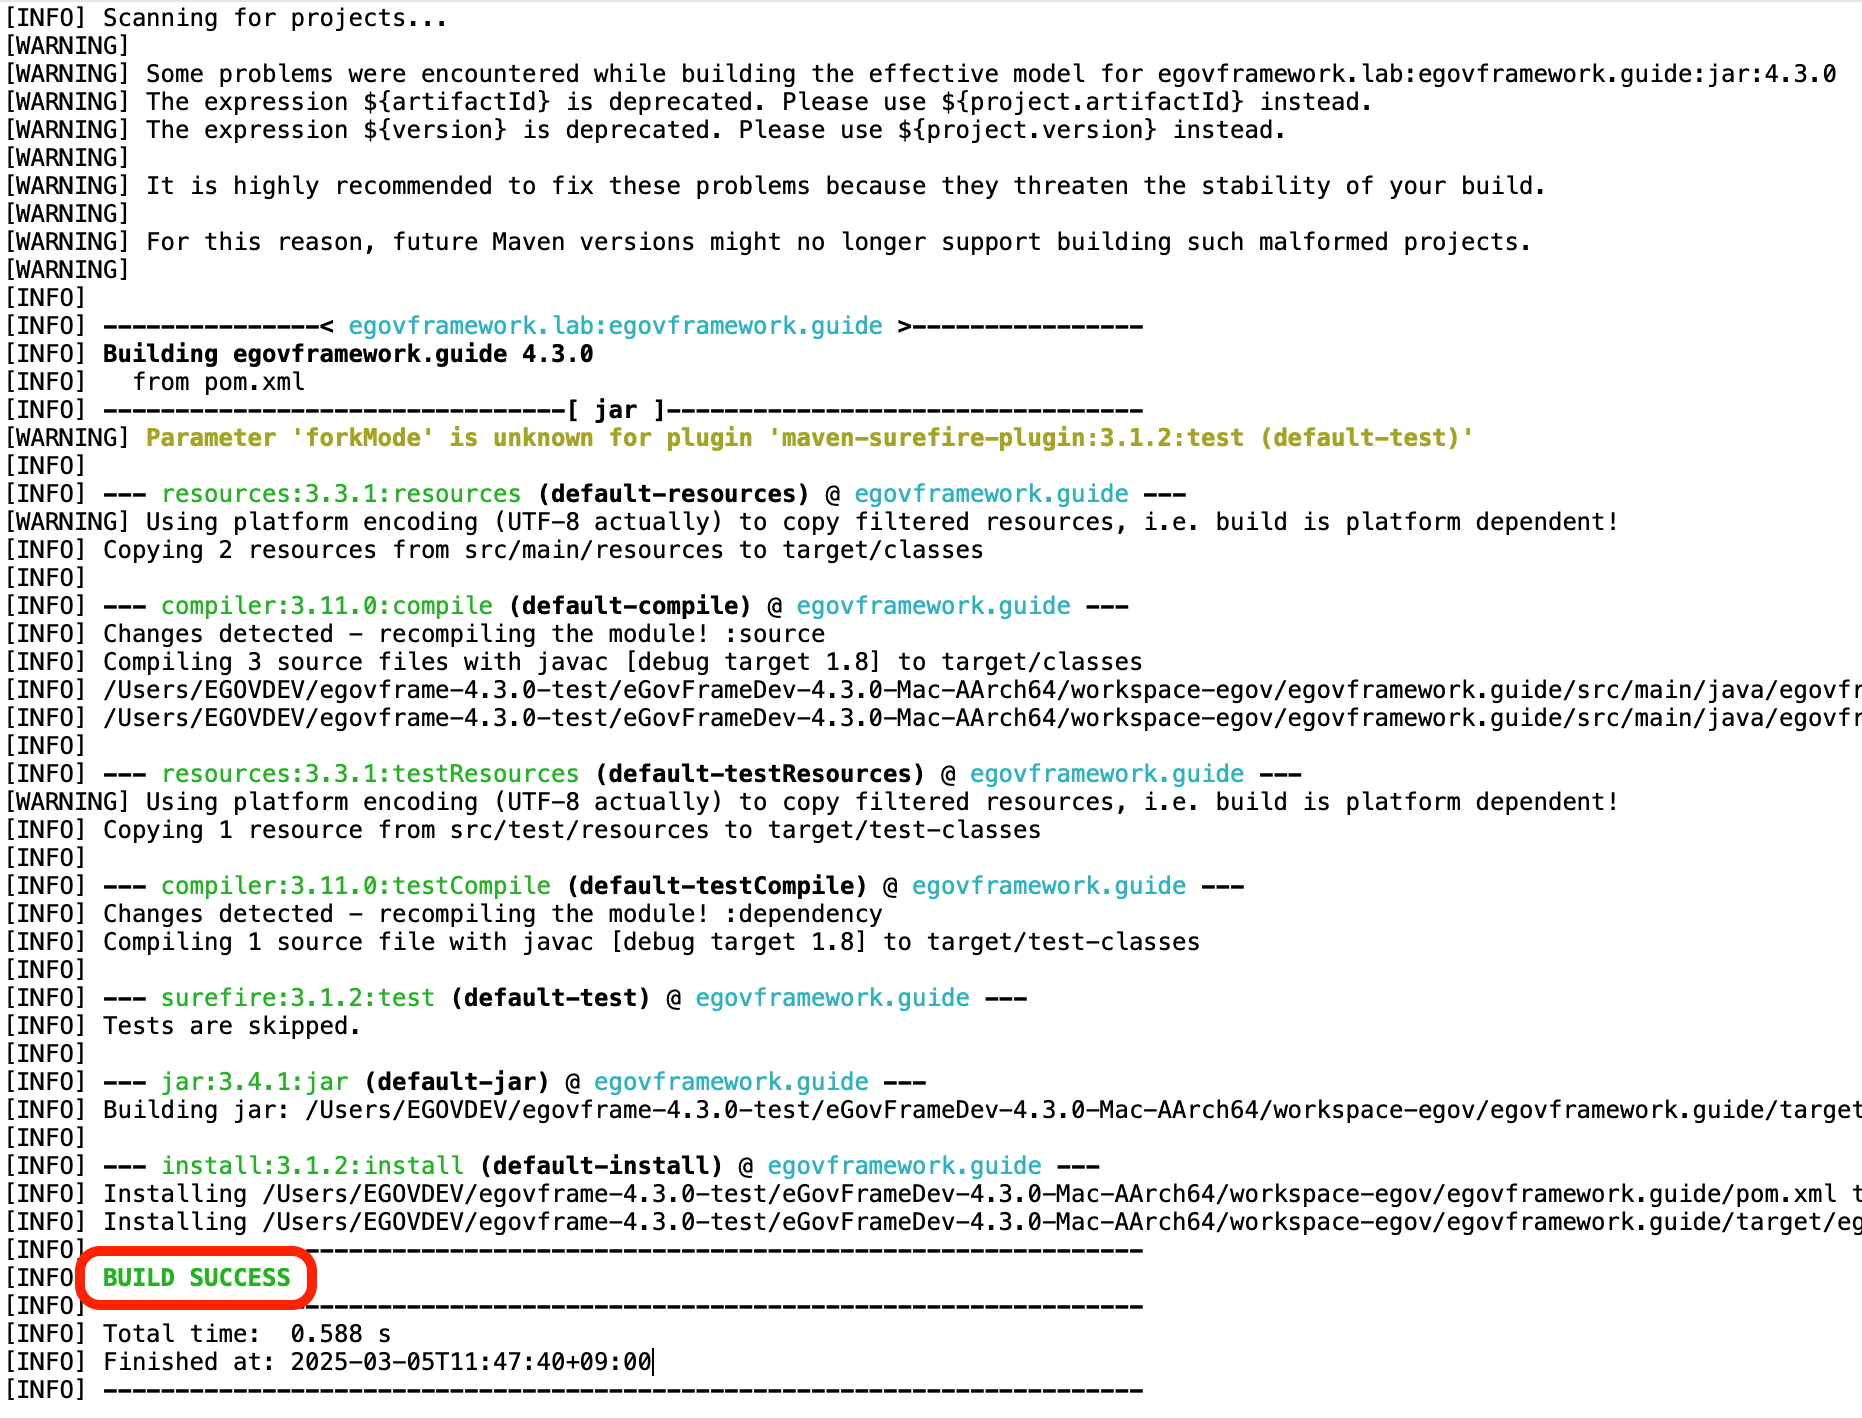 [INFO] Scanning for projects...
[WARNING]
[WARNING] Some problems were encountered while building the effective model for egovframework.lab:egovframework.guide:jar:4.3.0
[WARNING] The expression ${artifactId} is deprecated. Please use ${project.artifactId} instead.
[WARNING] The expression ${version} is deprecated. Please use ${project.version} instead.
[WARNING]
[WARNING] It is highly recommended to fix these problems because they threaten the stability of your build.
[WARNING]
[WARNING] For this reason, future Maven versions might no longer support building such malformed projects.
[WARNING]
[INFO]
[INFO] ---------------< egovframework.lab:egovframework.guide >----------------
[INFO] Building egovframework.guide 4.3.0
[INFO]   from pom.xml
[INFO] --------------------------------[ jar ]---------------------------------
[WARNING] Parameter 'forkMode' is unknown for plugin 'maven-surefire-plugin:3.1.2:test (default-test)'
[INFO]
[INFO] --- resources:3.3.1:resources (default-resources) @ egovframework.guide ---
[WARNING] Using platform encoding (UTF-8 actually) to copy filtered resources, i.e. build is platform dependent!
[INFO] Copying 2 resources from src/main/resources to target/classes
[INFO]
[INFO] --- compiler:3.11.0:compile (default-compile) @ egovframework.guide ---
[INFO] Changes detected - recompiling the module! :source
[INFO] Compiling 3 source files with javac [debug target 1.8] to target/classes
[INFO] /Users/EGOVDEV/egovframe-4.3.0-test/eGovFrameDev-4.3.0-Mac-AArch64/workspace-egov/egovframework.guide/src/main/java/egovfr
[INFO] /Users/EGOVDEV/egovframe-4.3.0-test/eGovFrameDev-4.3.0-Mac-AArch64/workspace-egov/egovframework.guide/src/main/java/egovfr
[INFO]
[INFO] --- resources:3.3.1:testResources (default-testResources) @ egovframework.guide ---
[WARNING] Using platform encoding (UTF-8 actually) to copy filtered resources, i.e. build is platform dependent!
[INFO] Copying 1 resource from src/test/resources to target/test-classes
[INFO]
[INFO] --- compiler:3.11.0:testCompile (default-testCompile) @ egovframework.guide ---
[INFO] Changes detected - recompiling the module! :dependency
[INFO] Compiling 1 source file with javac [debug target 1.8] to target/test-classes
[INFO]
[INFO] --- surefire:3.1.2:test (default-test) @ egovframework.guide ---
[INFO] Tests are skipped.
[INFO]
[INFO] --- jar:3.4.1:jar (default-jar) @ egovframework.guide ---
[INFO] Building jar: /Users/EGOVDEV/egovframe-4.3.0-test/eGovFrameDev-4.3.0-Mac-AArch64/workspace-egov/egovframework.guide/target
[INFO]
[INFO] --- install:3.1.2:install (default-install) @ egovframework.guide ---
[INFO] Installing /Users/EGOVDEV/egovframe-4.3.0-test/eGovFrameDev-4.3.0-Mac-AArch64/workspace-egov/egovframework.guide/pom.xml t
[INFO] Installing /Users/EGOVDEV/egovframe-4.3.0-test/eGovFrameDev-4.3.0-Mac-AArch64/workspace-egov/egovframework.guide/target/eg
[INFO] ----------------------------------------------------------
[INFO BUILD SUCCESS
[INFO] ----------------------------------------------------------
[INFO] Total time:  0.588 s
[INFO] Finished at: 2025-03-05T11:47:40+09:00
[INFO] ------------------------------------------------------------------------